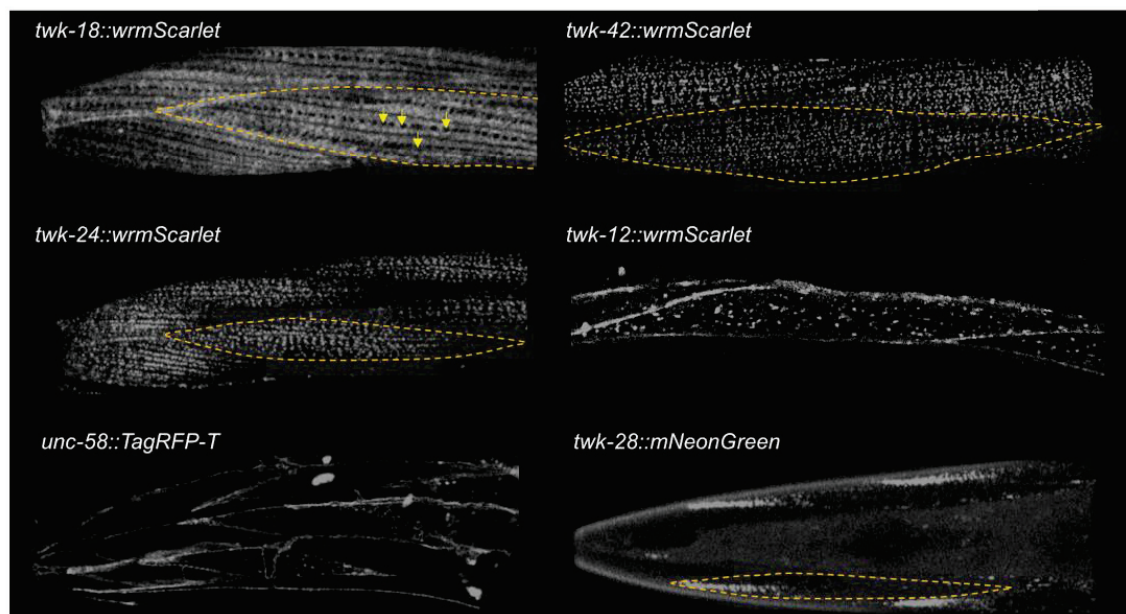 twk-18::wrmScarlet
twk-42::wrmScarlet
twk-24::wrmScarlet
twk-12::wrmScarlet
unc-58::TagRFP-T
twk-28::mNeonGreen